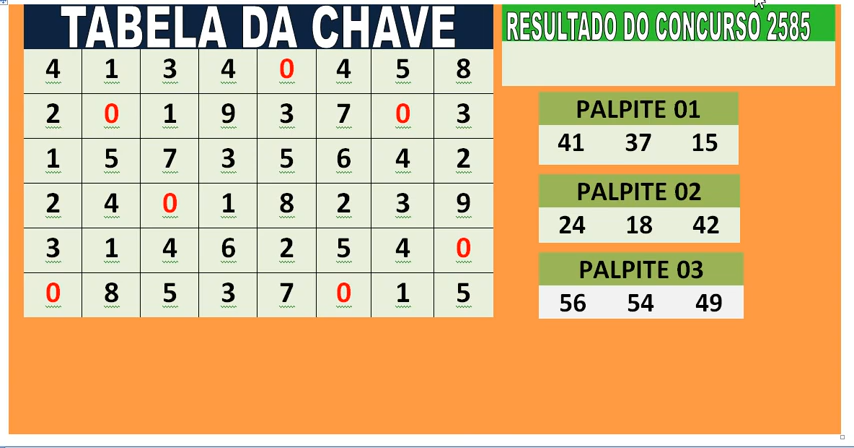 TABELA DA CHAVE
4 1 3 4 0 4 5 8
2 0 1 9 3 7 0 3
1 5 7 3 5 6 4 2
2 4 0 1 8 2 3 9
3 1 4 6 2 5 4 0
0 8 5 3 7 0 1 5
RESULTADO DO CONCURSO 2585
PALPITE 01
41 37 15
PALPITE 02
24 18 42
PALPITE 03
56 54 49